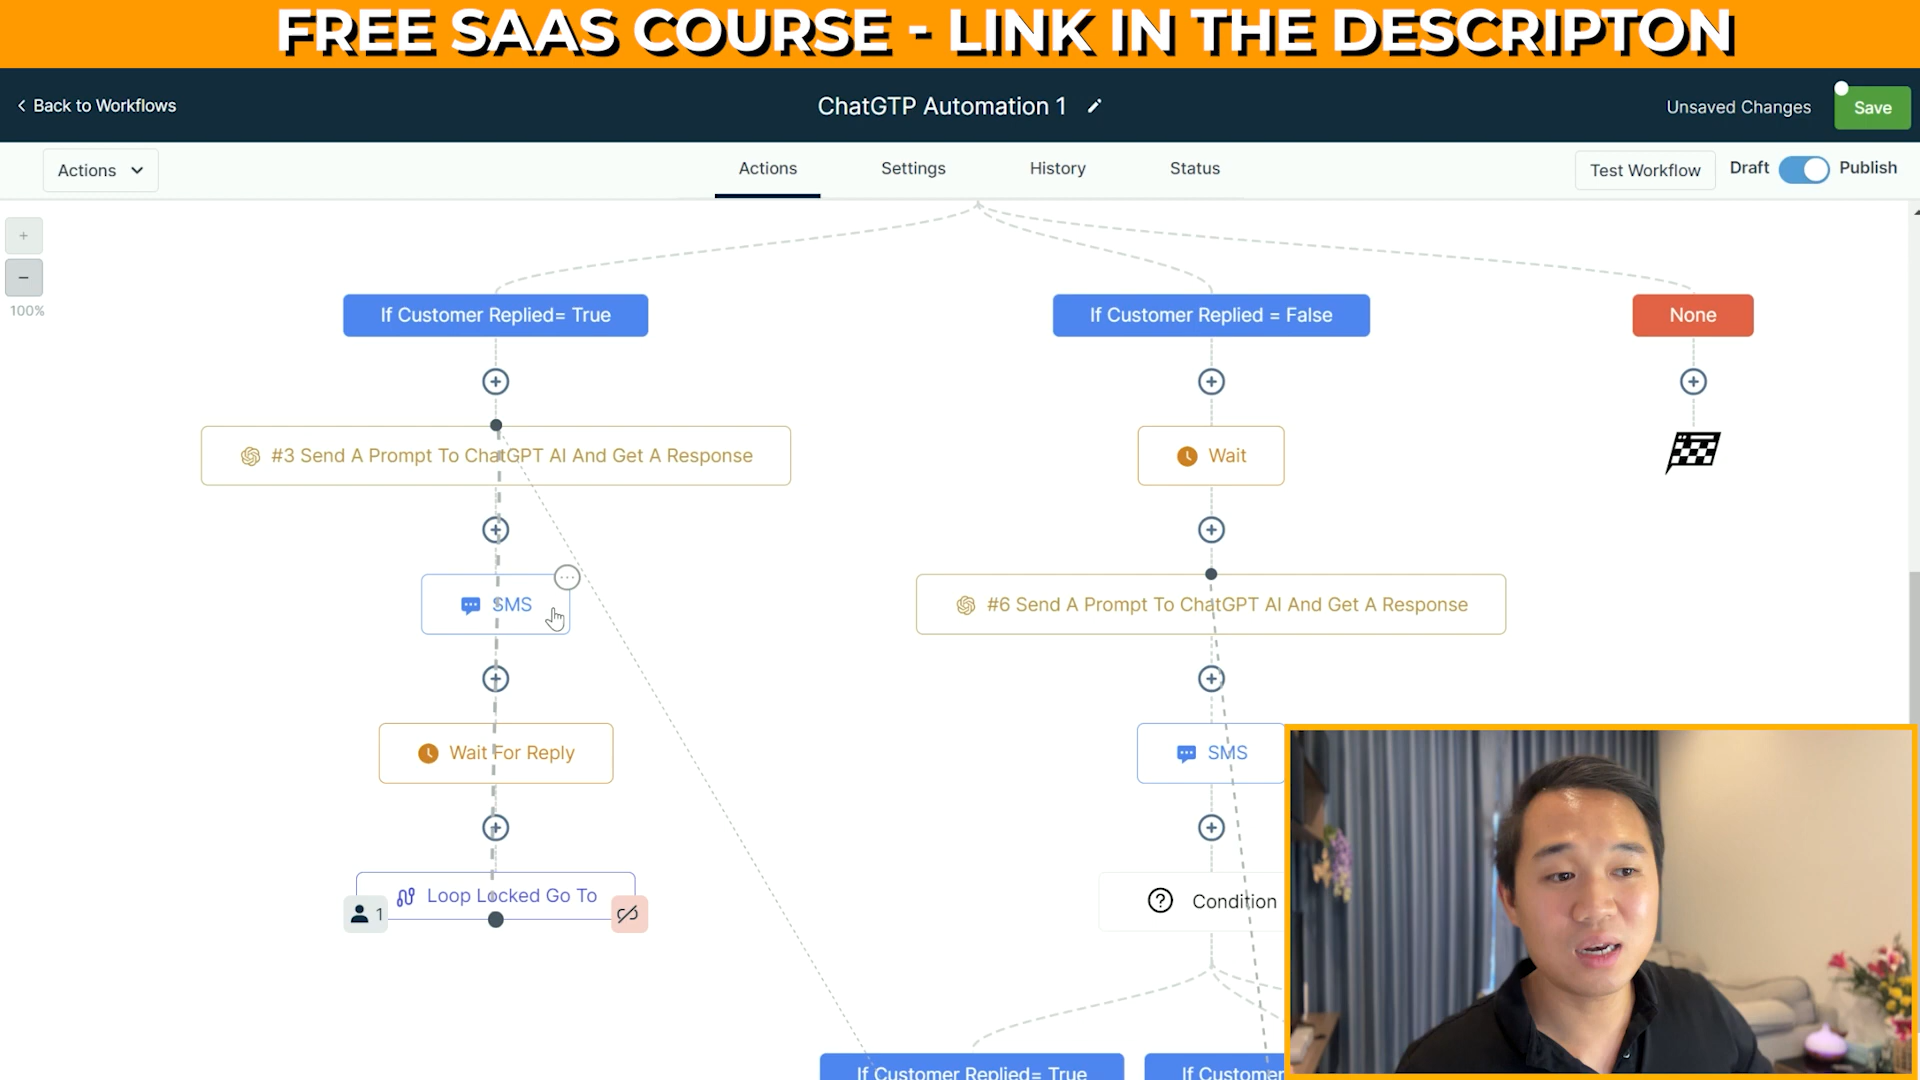 FREE SAAS COURSE - LINK IN THE DESCRIPTON
Back to Workflows
ChatGTP Automation 1
Unsaved Changes
Save
Actions
Actions
Settings
History
Status
Test Workflow
Draft
Publish
100%
If Customer Replied= True
If Customer Replied = False
None
#3 Send A Prompt To ChatGPT AI And Get A Response
Wait
SMS
#6 Send A Prompt To ChatGPT AI And Get A Response
Wait For Reply
SMS
1
Loop Locked Go To
Condition
If Customer Replied= True
If Customer